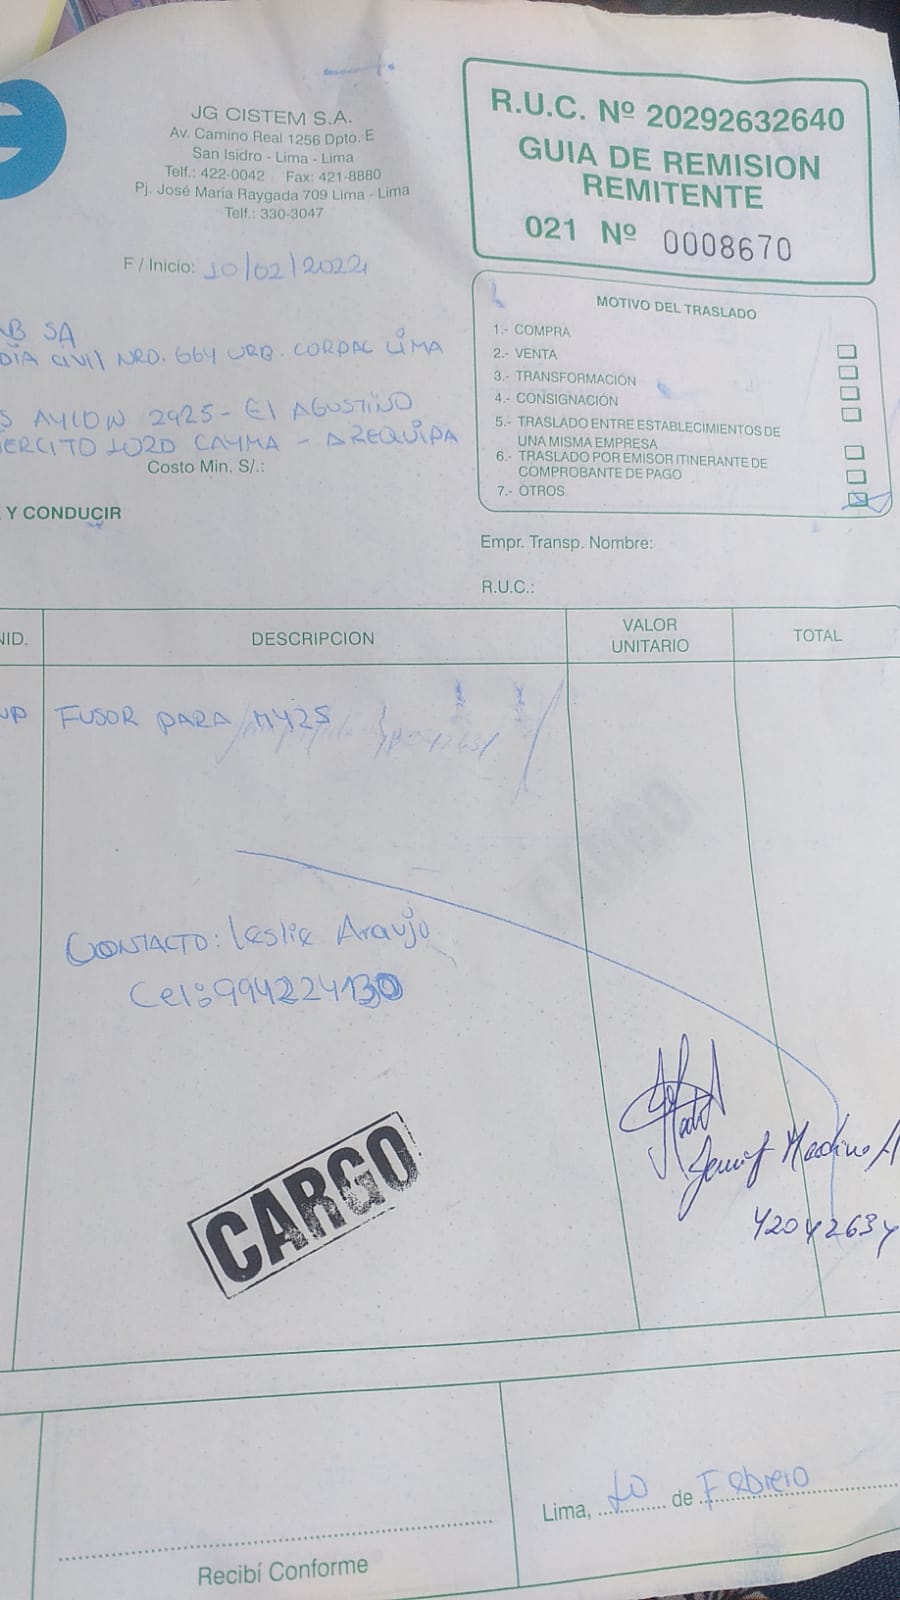 JG CISTEM S.A.
Av. Camino Real 1256 Dpto. E
San Isidro - Lima - Lima
Telf.: 422-0042 Fax: 421-8880
Pj. José María Raygada 709 Lima - Lima
Telf.: 330-3047
R.U.C. Nº 20292632640
GUIA DE REMISION
REMITENTE
021 Nº 0008670
F / Inicio: 10/02/2022
SA
CIVIL NRO. 664 URB. CORPAC LIMA
AYLLON 2925 - El AGUSTINO
ERCITO 1020 CAYMA - AREQUIPA
Costo Min. S/.:
Y CONDUCIR
MOTIVO DEL TRASLADO
1.- COMPRA
2.- VENTA
3.- TRANSFORMACIÓN
4.- CONSIGNACIÓN
5.- TRASLADO ENTRE ESTABLECIMIENTOS DE
UNA MISMA EMPRESA
6.- TRASLADO POR EMISOR ITINERANTE DE
COMPROBANTE DE PAGO
7.- OTROS
Empr. Transp. Nombre:
R.U.C.:
NID. DESCRIPCION VALOR UNITARIO TOTAL
FUSOR PARA M425
CARGO
CONTACTO: Leslie Araujo
Cel: 994224130
CARGO
42042634
Lima, 10 de Febrero
Recibí Conforme